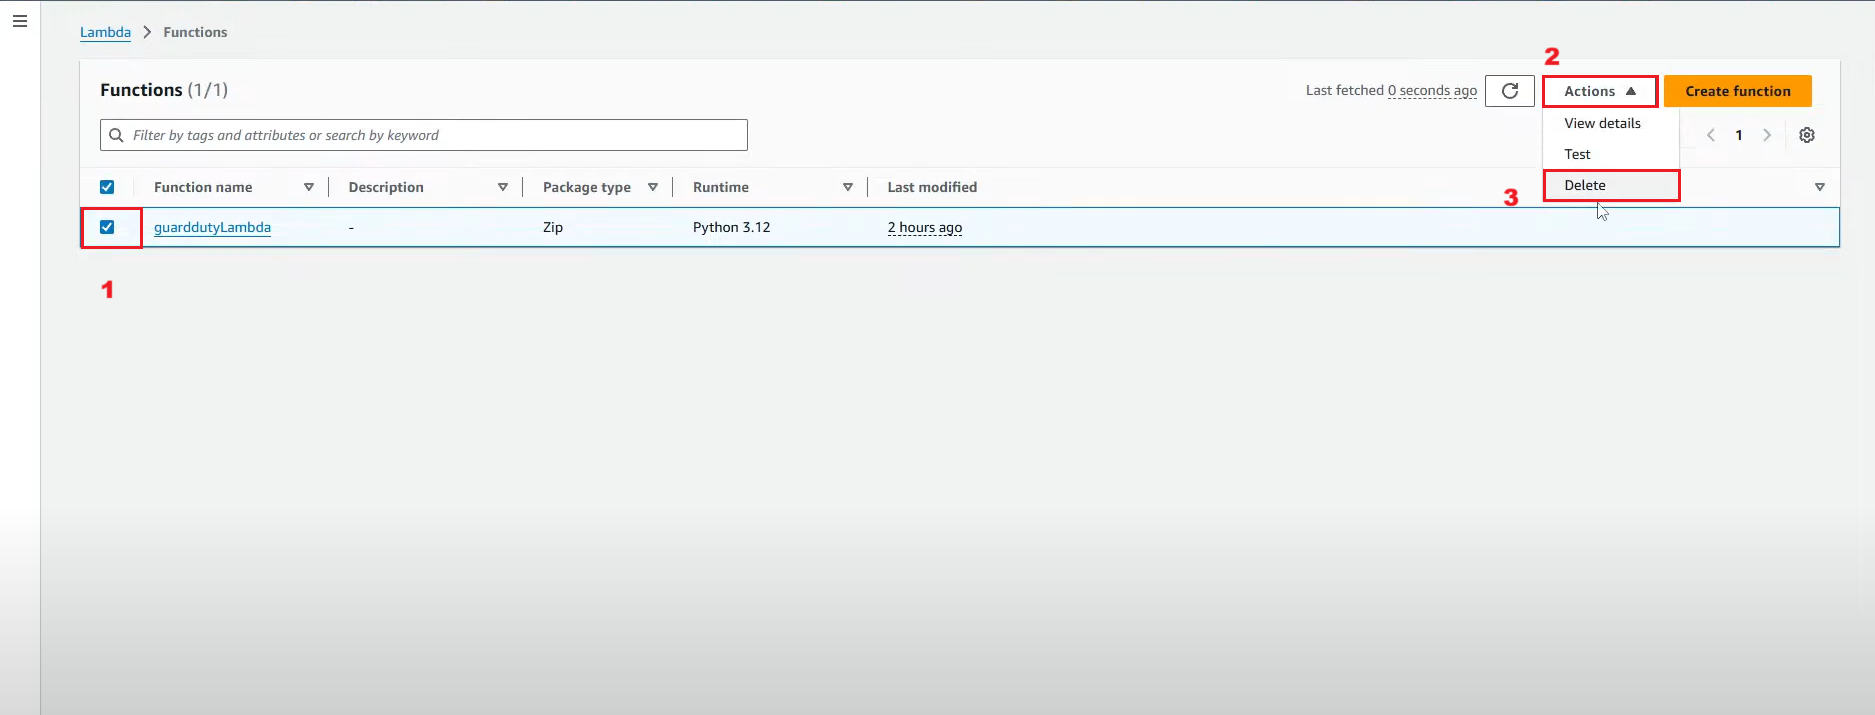 Lambda > Functions
2
Functions (1/1) Last fetched 0 seconds ago Actions Create function
Filter by tags and attributes or search by keyword
View details
1
Test
Function name Description Package type Runtime Last modified
Delete
3
guarddutyLambda - Zip Python 3.12 2 hours ago
1